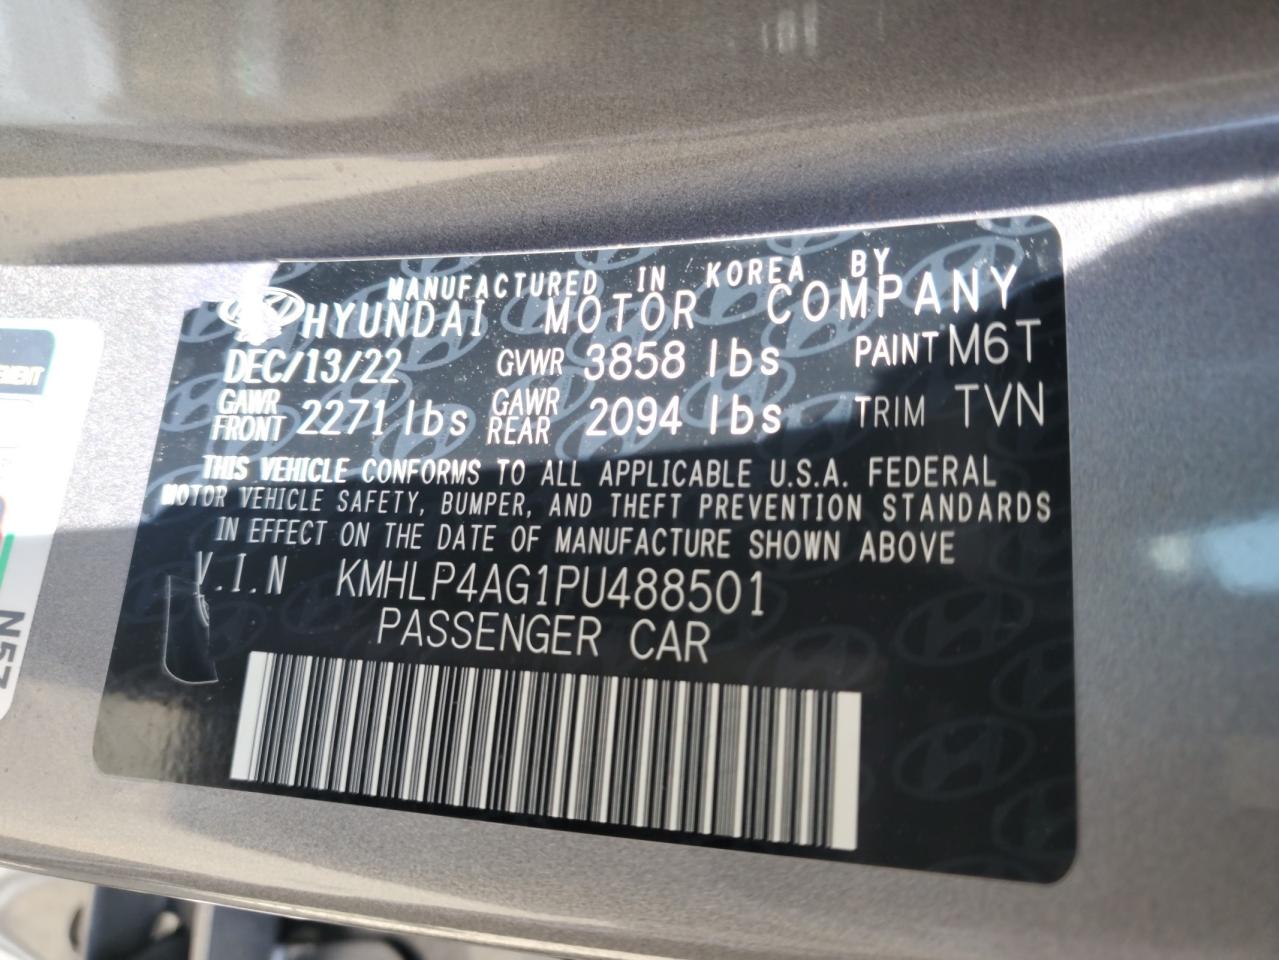 MANUFACTURED IN KOREA BY
HYUNDAI MOTOR COMPANY
DEC/13/22 GVWR 3858 lbs PAINT M6T
GAWR FRONT 2271 lbs GAWR REAR 2094 lbs TRIM TVN
THIS VEHICLE CONFORMS TO ALL APPLICABLE U.S.A. FEDERAL
MOTOR VEHICLE SAFETY, BUMPER, AND THEFT PREVENTION STANDARDS
IN EFFECT ON THE DATE OF MANUFACTURE SHOWN ABOVE
V.I.N KMHLP4AG1PU488501
PASSENGER CAR
N57